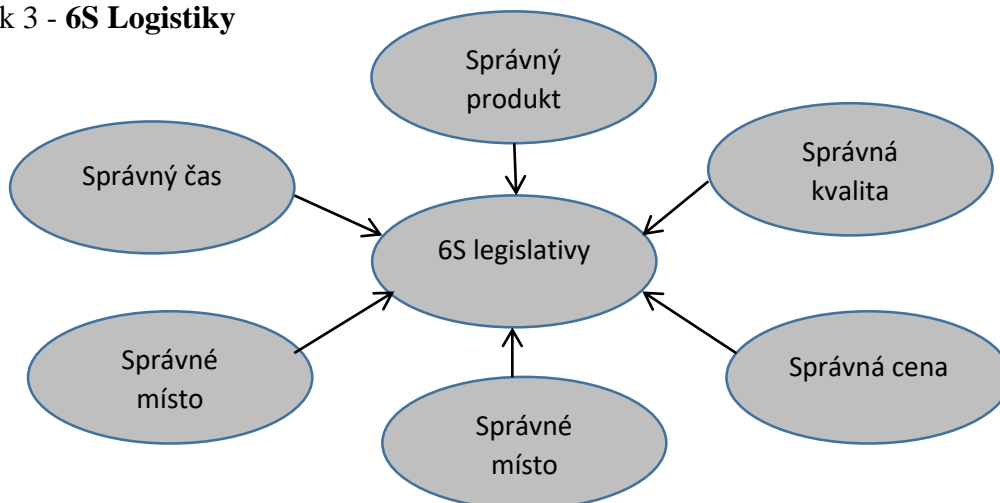 k 3 - 6S Logistiky
Správný
produkt
Správný čas
Správná
kvalita
6S legislativy
Správné
místo
Správná cena
Správné
místo